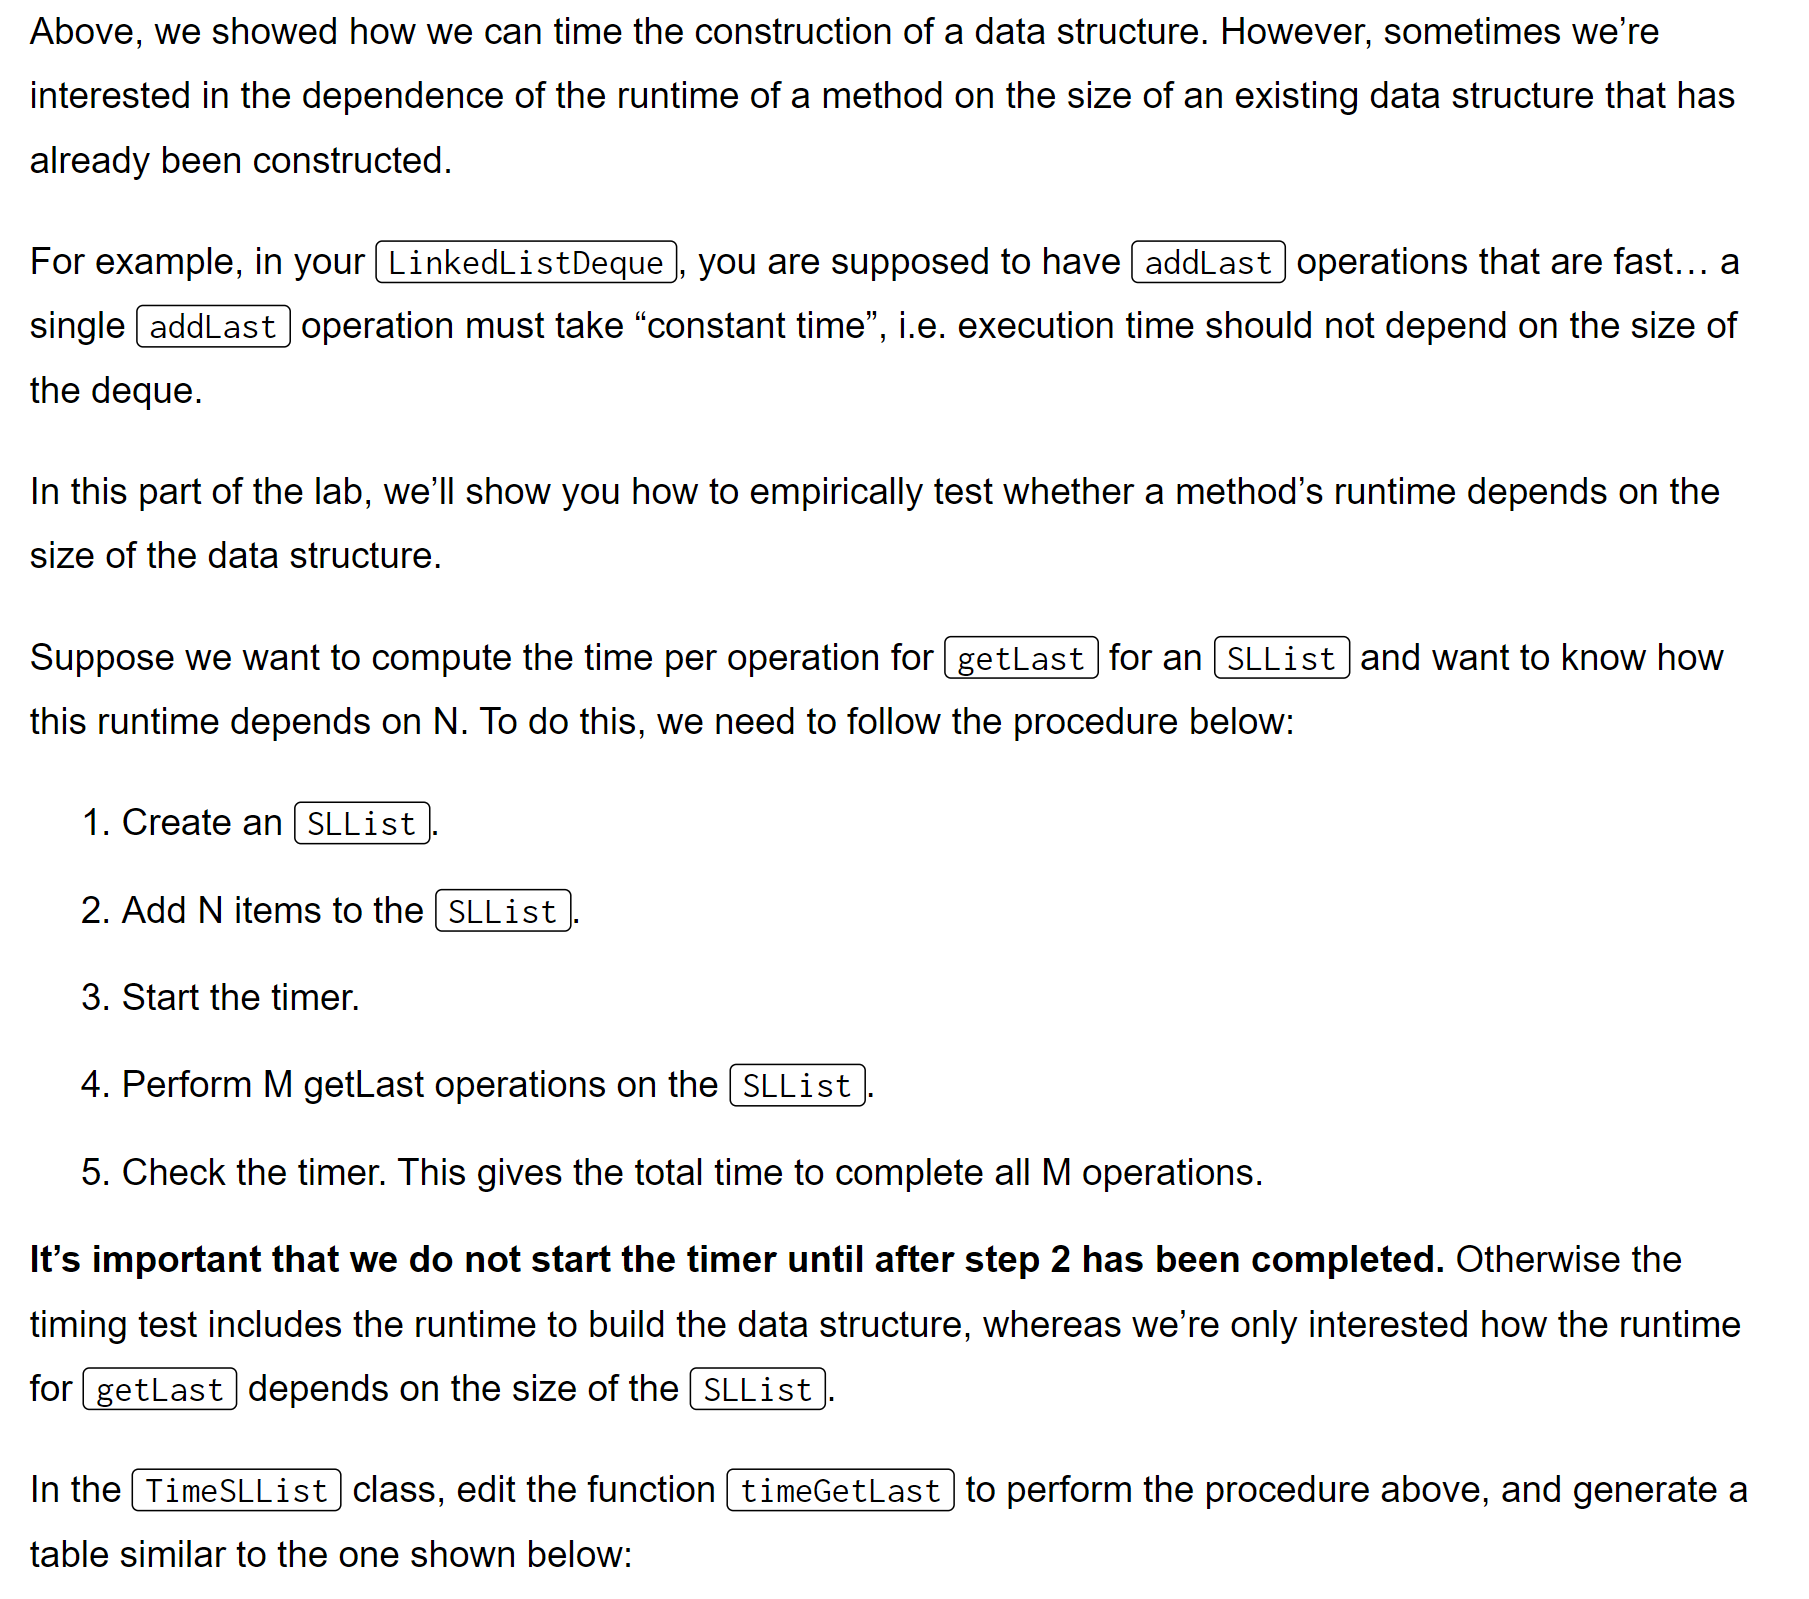 Above, we showed how we can time the construction of a data structure. However, sometimes we’re
interested in the dependence of the runtime of a method on the size of an existing data structure that has
already been constructed.
For example, in your LinkedListDeque, you are supposed to have addLast operations that are fast… a
single addLast operation must take “constant time”, i.e. execution time should not depend on the size of
the deque.
In this part of the lab, we’ll show you how to empirically test whether a method’s runtime depends on the
size of the data structure.
Suppose we want to compute the time per operation for getLast for an SLList and want to know how
this runtime depends on N. To do this, we need to follow the procedure below:
1. Create an SLList.
2. Add N items to the SLList.
3. Start the timer.
4. Perform M getLast operations on the SLList.
5. Check the timer. This gives the total time to complete all M operations.
It’s important that we do not start the timer until after step 2 has been completed. Otherwise the
timing test includes the runtime to build the data structure, whereas we’re only interested how the runtime
for getLast depends on the size of the SLList.
In the TimeSLList class, edit the function timeGetLast to perform the procedure above, and generate a
table similar to the one shown below: